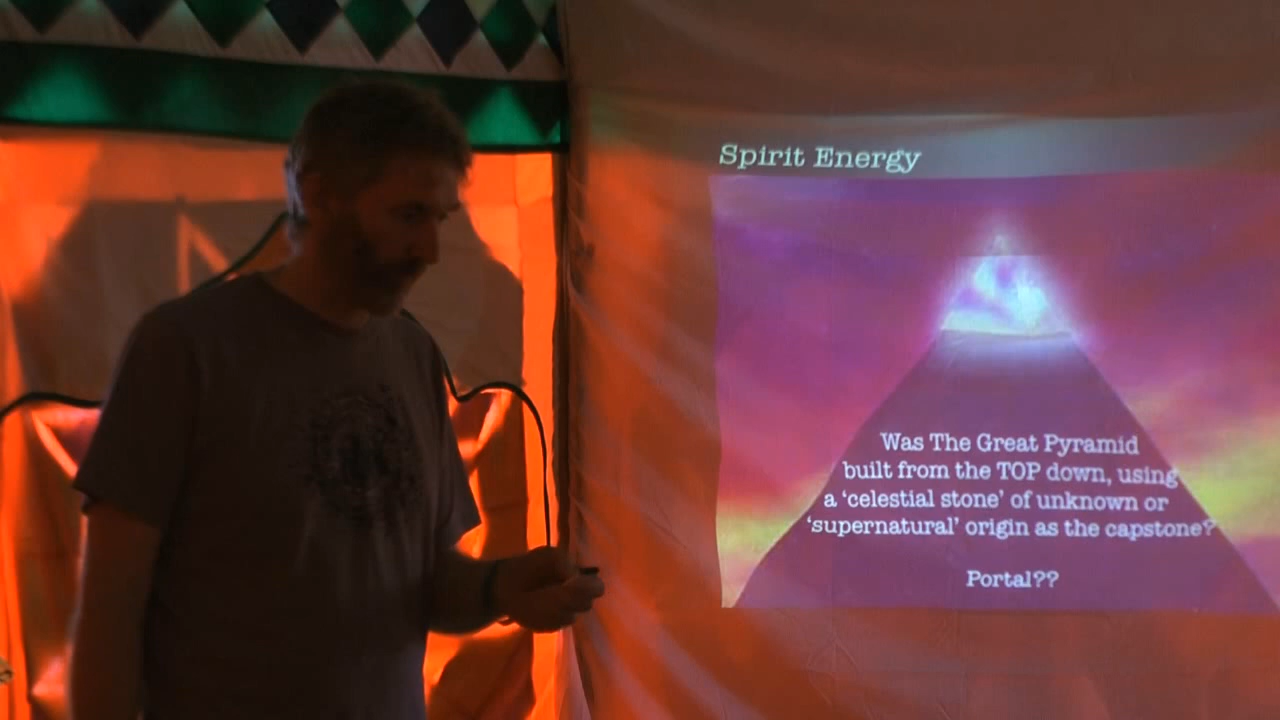 Spirit Energy
Was The Great Pyramid
built from the TOP down, using
a ‘celestial stone’ of unknown or
‘supernatural’ origin as the capstone?
Portal??